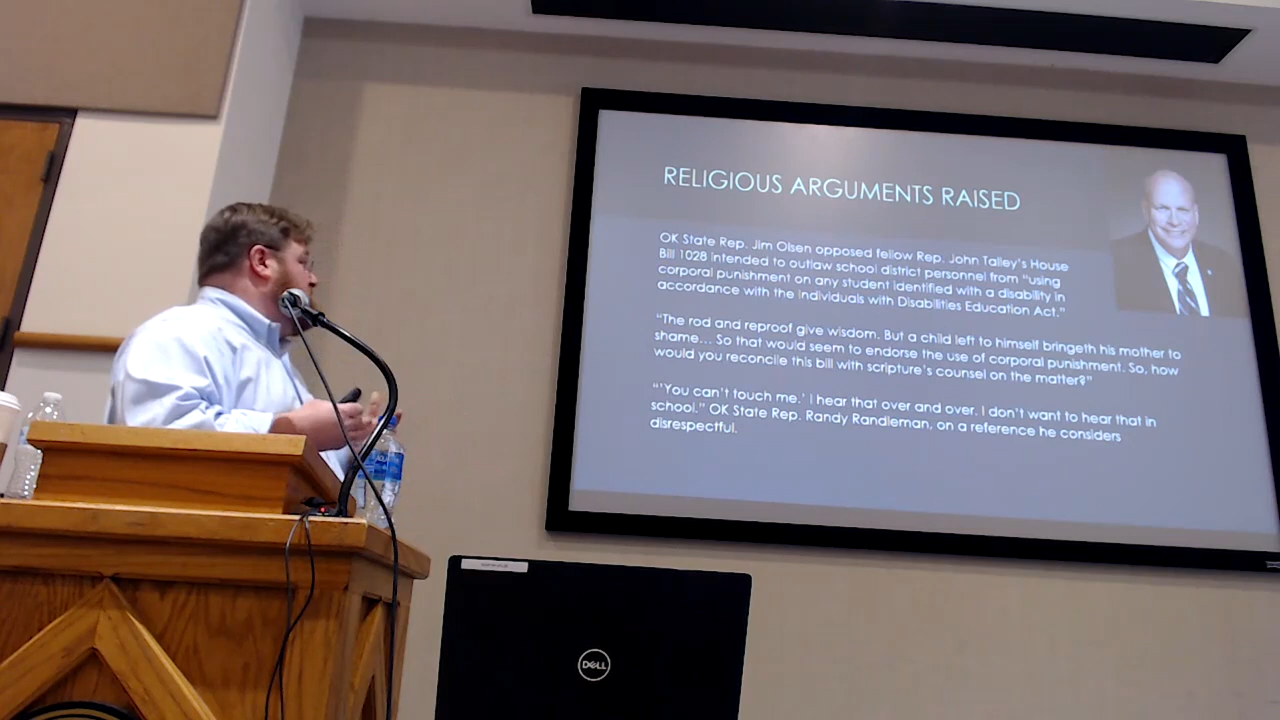 RELIGIOUS ARGUMENTS RAISED
OK State Rep. Jim Olsen opposed fellow Rep. John Talley's House
Bill 1028 intended to outlaw school district personnel from "using
corporal punishment on any student identified with a disability in
accordance with the Individuals with Disabilities Education Act."
"The rod and reproof give wisdom. But a child left to himself bringeth his mother to
shame... So that would seem to endorse the use of corporal punishment. So, how
would you reconcile this bill with scripture's counsel on the matter?"
"'You can't touch me.' I hear that over and over. I don't want to hear that in
school." OK State Rep. Randy Randleman, on a reference he considers
disrespectful.
DELL